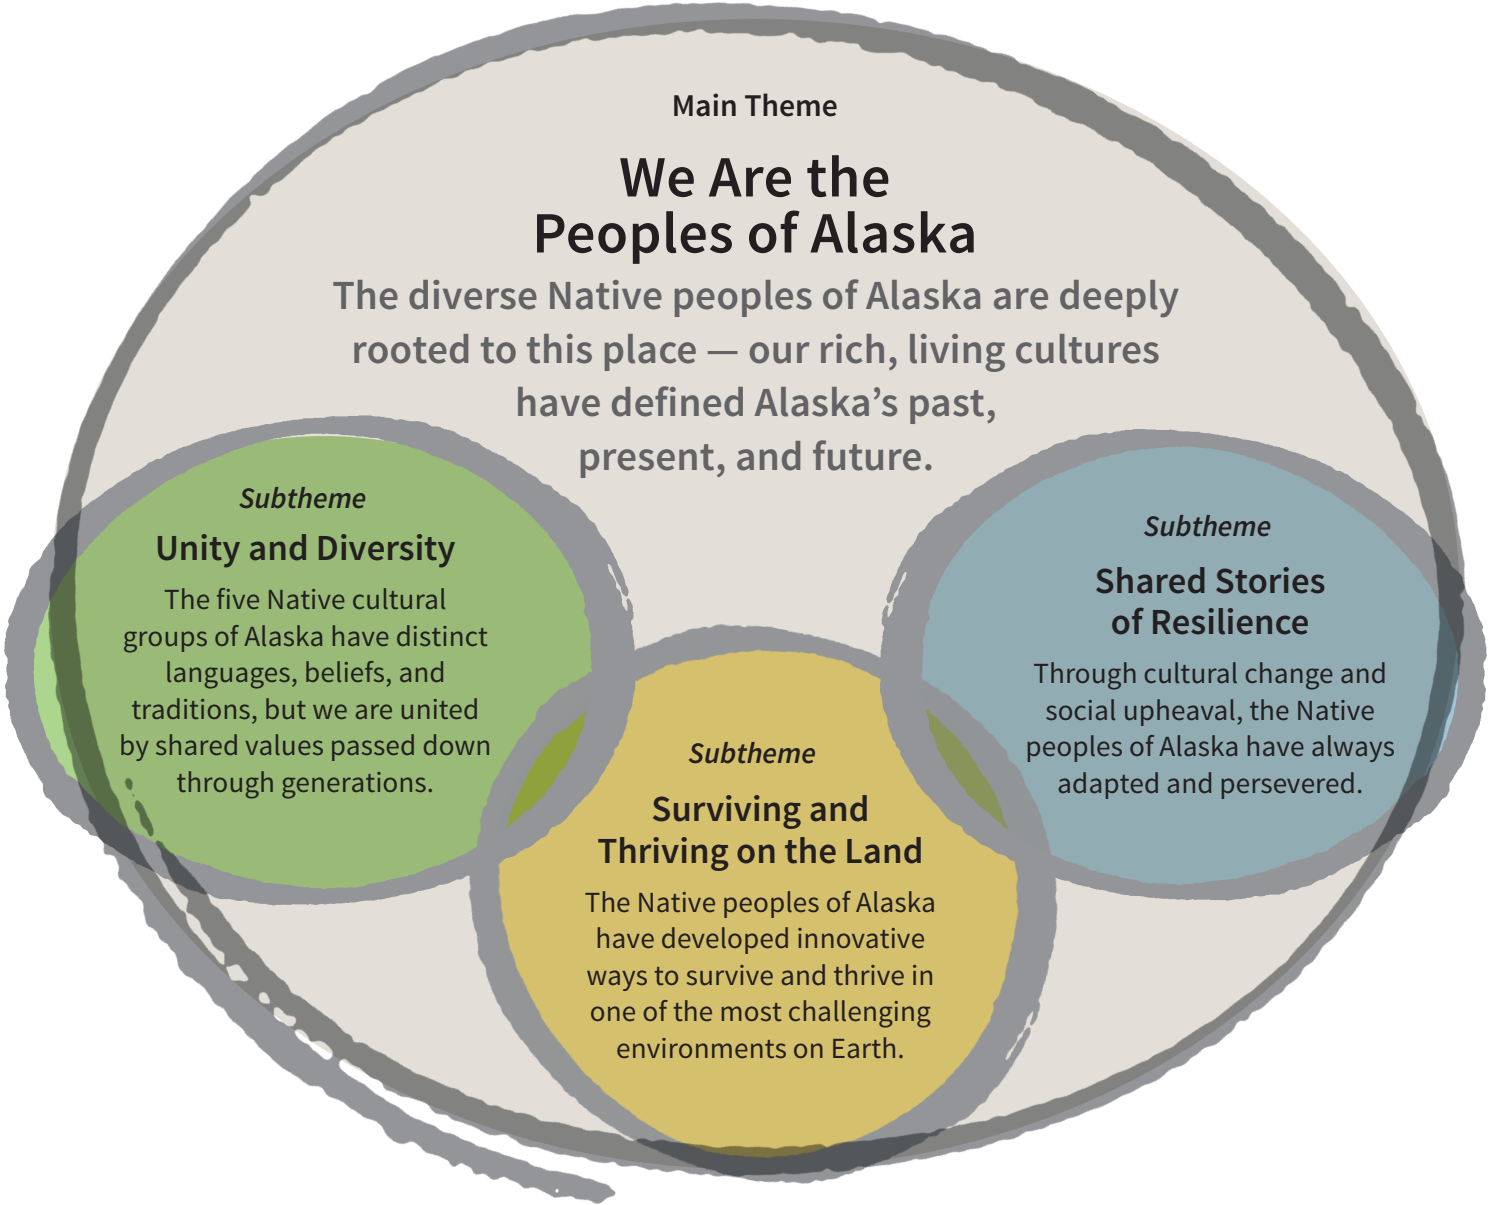 Main Theme
We Are the
Peoples of Alaska
The diverse Native peoples of Alaska are deeply
rooted to this place — our rich, living cultures
have defined Alaska’s past,
present, and future.
Subtheme
Unity and Diversity
The five Native cultural
groups of Alaska have distinct
languages, beliefs, and
traditions, but we are united
by shared values passed down
through generations.
Subtheme
Surviving and
Thriving on the Land
The Native peoples of Alaska
have developed innovative
ways to survive and thrive in
one of the most challenging
environments on Earth.
Subtheme
Shared Stories
of Resilience
Through cultural change and
social upheaval, the Native
peoples of Alaska have always
adapted and persevered.